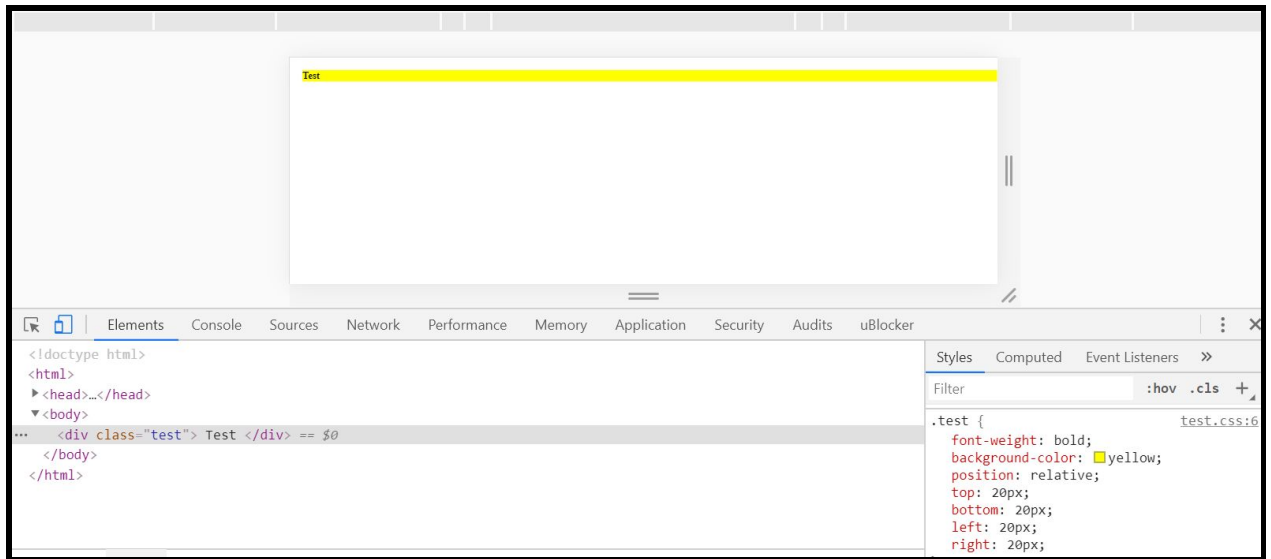 Test
Elements Console Sources Network Performance Memory Application Security Audits uBlocker
<!doctype html>
<html>
<head>…</head>
<body>
<div class="test"> Test </div> == $0
</body>
</html>
Styles Computed Event Listeners »
Filter :hov .cls +
.test { test.css:6
font-weight: bold;
background-color: yellow;
position: relative;
top: 20px;
bottom: 20px;
left: 20px;
right: 20px;